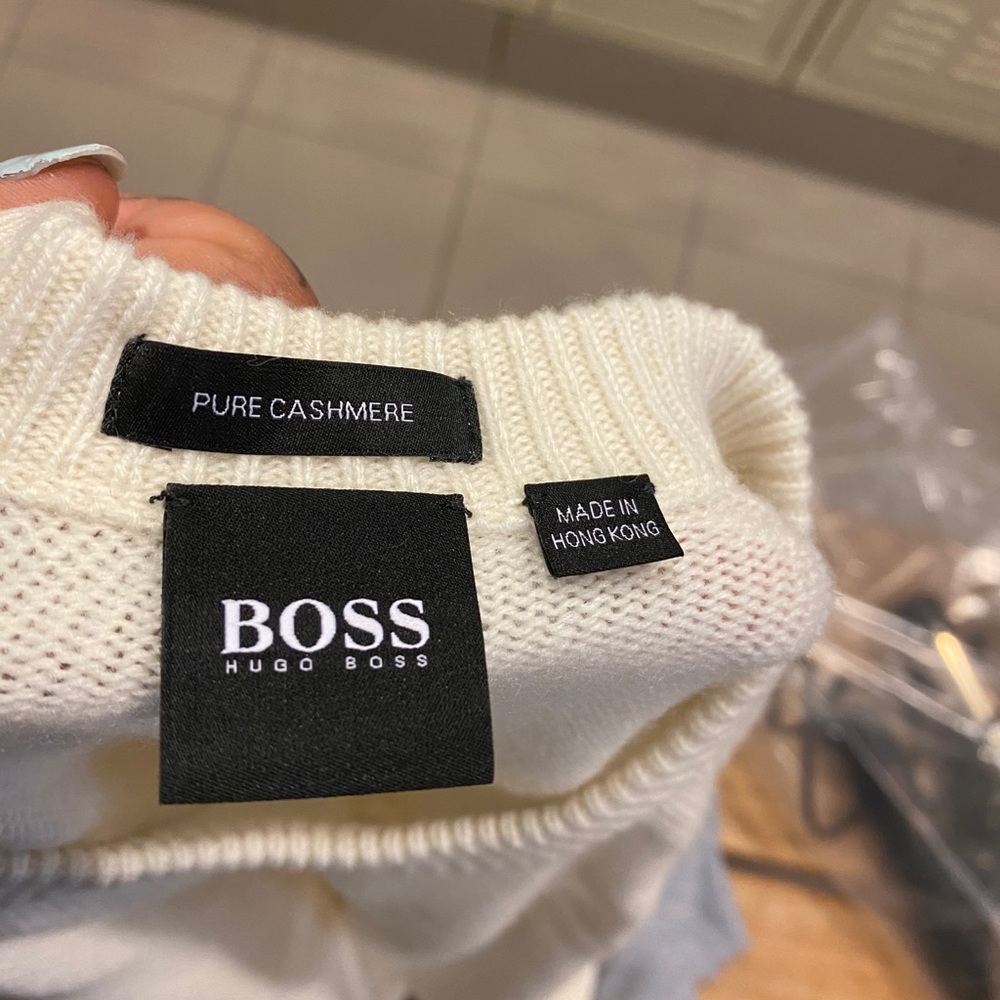 PURE CASHMERE
BOSS
HUGO BOSS
MADE IN
HONG KONG